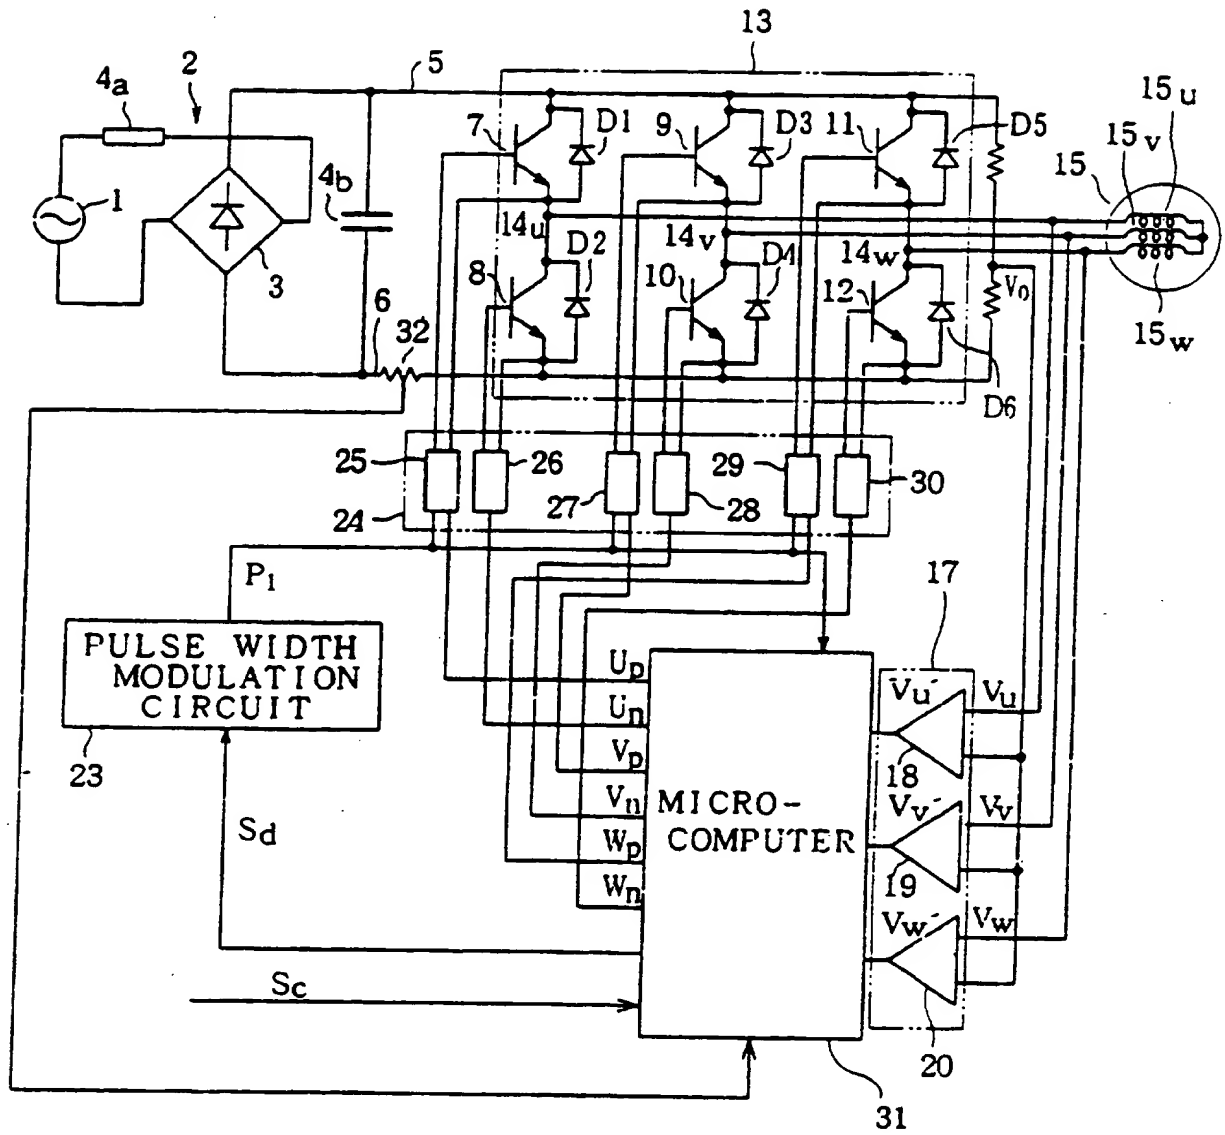 13
2
5
4a
15u
7
D1
9
D3
11
D5
15v
15
4b
1
14u
14v
14w
3
8
D2
10
D4
12
V0
15w
6
32
D6
25
26
27
28
29
30
24
P1
17
PULSE WIDTH
MODULATION
CIRCUIT
23
Up
Un
Vp
Vn
Wp
Wn
Vu´
Vu
18
MICRO-
COMPUTER
Vv´
Vv
19
Sd
Vw´
Vw
Sc
20
31